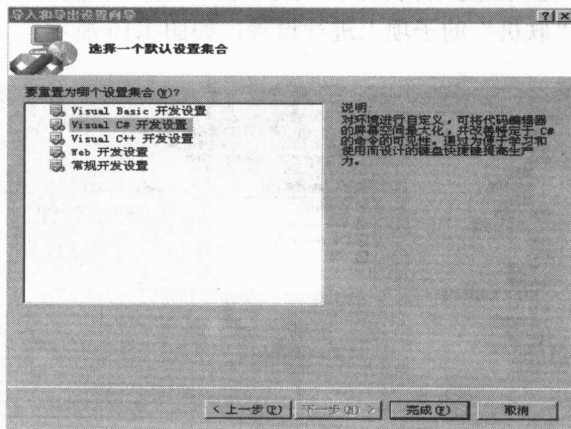 “联机”的子项
导入和导出设置向导
选择一个默认设置集合
要重置为哪个设置集合(W)?
Visual Basic 开发设置
Visual C# 开发设置
Visual C++ 开发设置
Web 开发设置
常规开发设置
说明:
对环境进行自定义，可将代码编辑器
的屏幕空间最大化，并改善特定于 C#
的命令的可见性。通过为便于学习和
使用而设计的键盘快捷键提高生产
力。
< 上一步(P)
下一步(N) >
完成(F)
取消